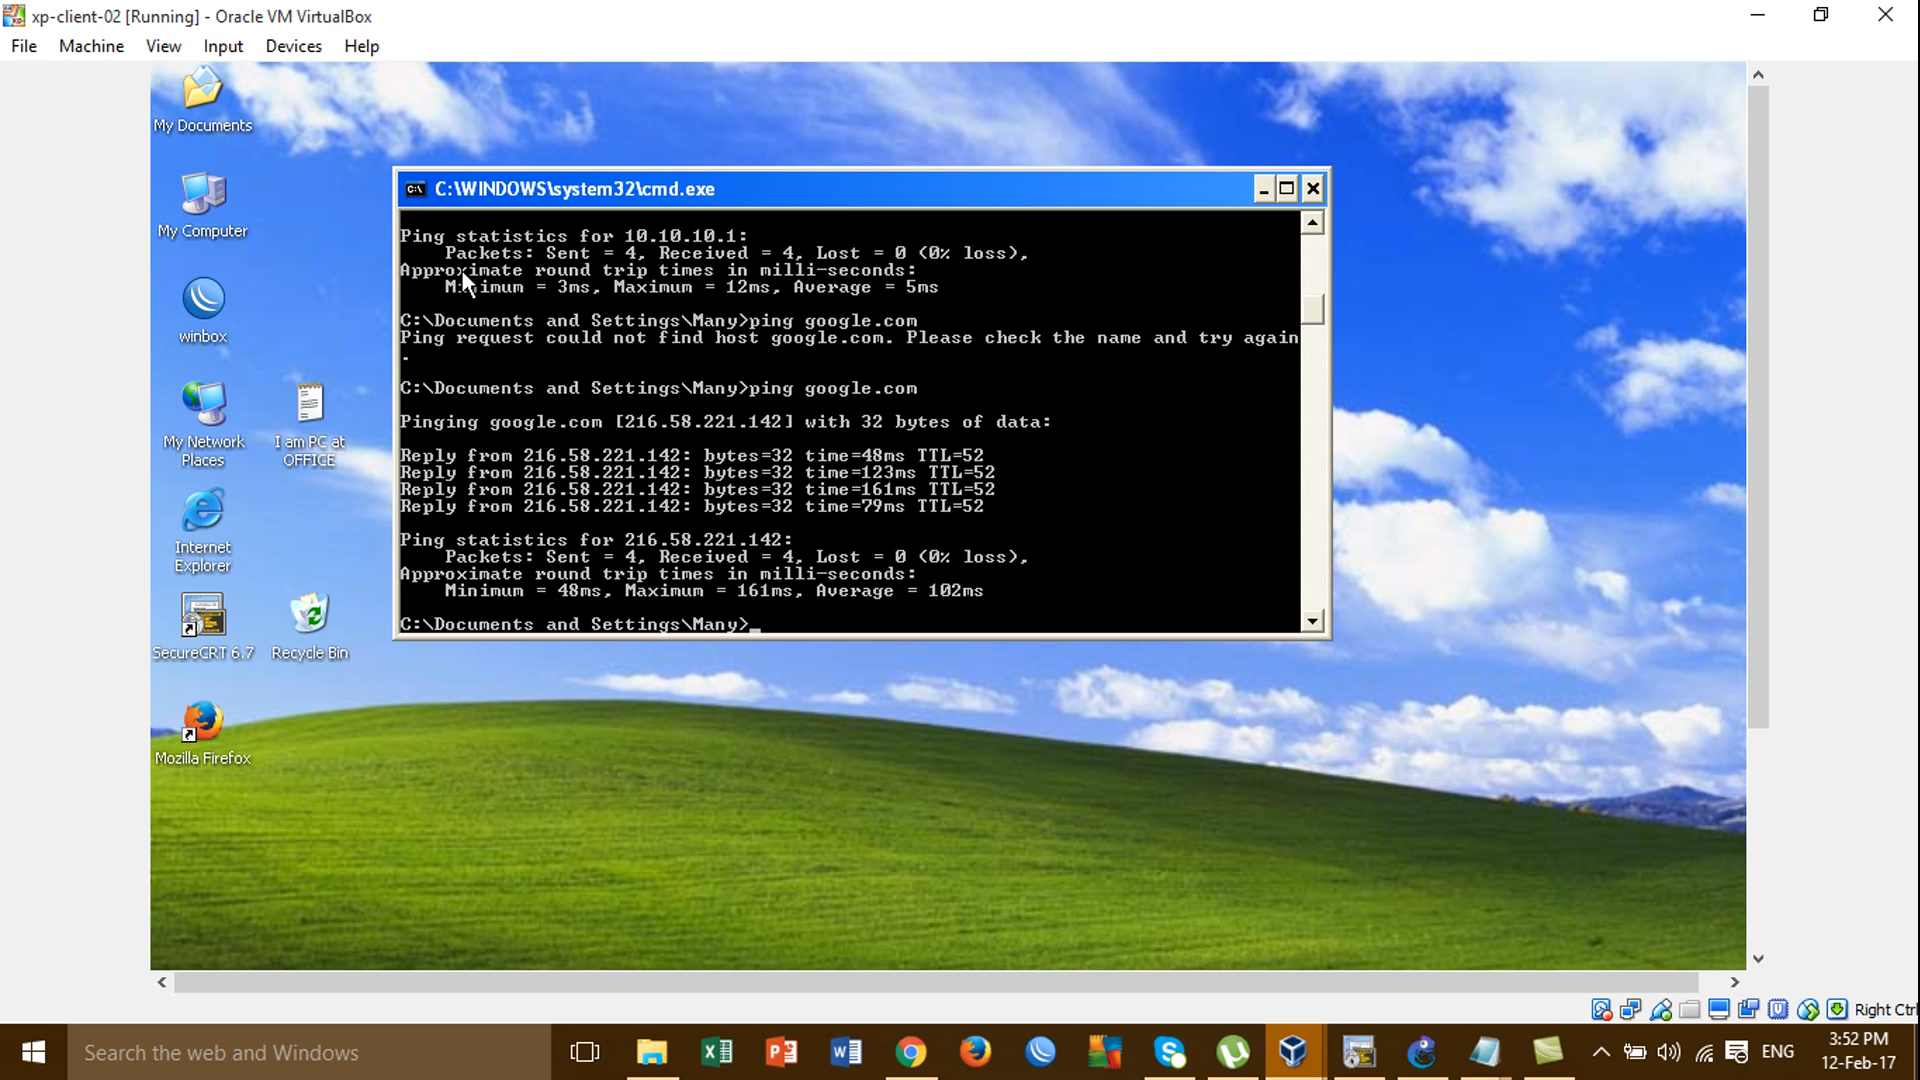 xp-client-02 [Running] - Oracle VM VirtualBox
File Machine View Input Devices Help
My Documents
My Computer
winbox
My Network Places
I am PC at OFFICE
Internet Explorer
SecureCRT 6.7
Recycle Bin
Mozilla Firefox
C:\WINDOWS\system32\cmd.exe
Ping statistics for 10.10.10.1:
Packets: Sent = 4, Received = 4, Lost = 0 (0% loss),
Approximate round trip times in milli-seconds:
Minimum = 3ms, Maximum = 12ms, Average = 5ms
C:\Documents and Settings\Many>ping google.com
Ping request could not find host google.com. Please check the name and try again
.
C:\Documents and Settings\Many>ping google.com
Pinging google.com [216.58.221.142] with 32 bytes of data:
Reply from 216.58.221.142: bytes=32 time=48ms TTL=52
Reply from 216.58.221.142: bytes=32 time=123ms TTL=52
Reply from 216.58.221.142: bytes=32 time=161ms TTL=52
Reply from 216.58.221.142: bytes=32 time=79ms TTL=52
Ping statistics for 216.58.221.142:
Packets: Sent = 4, Received = 4, Lost = 0 (0% loss),
Approximate round trip times in milli-seconds:
Minimum = 48ms, Maximum = 161ms, Average = 102ms
C:\Documents and Settings\Many>_
Right Ctrl
Search the web and Windows
ENG
3:52 PM
12-Feb-17